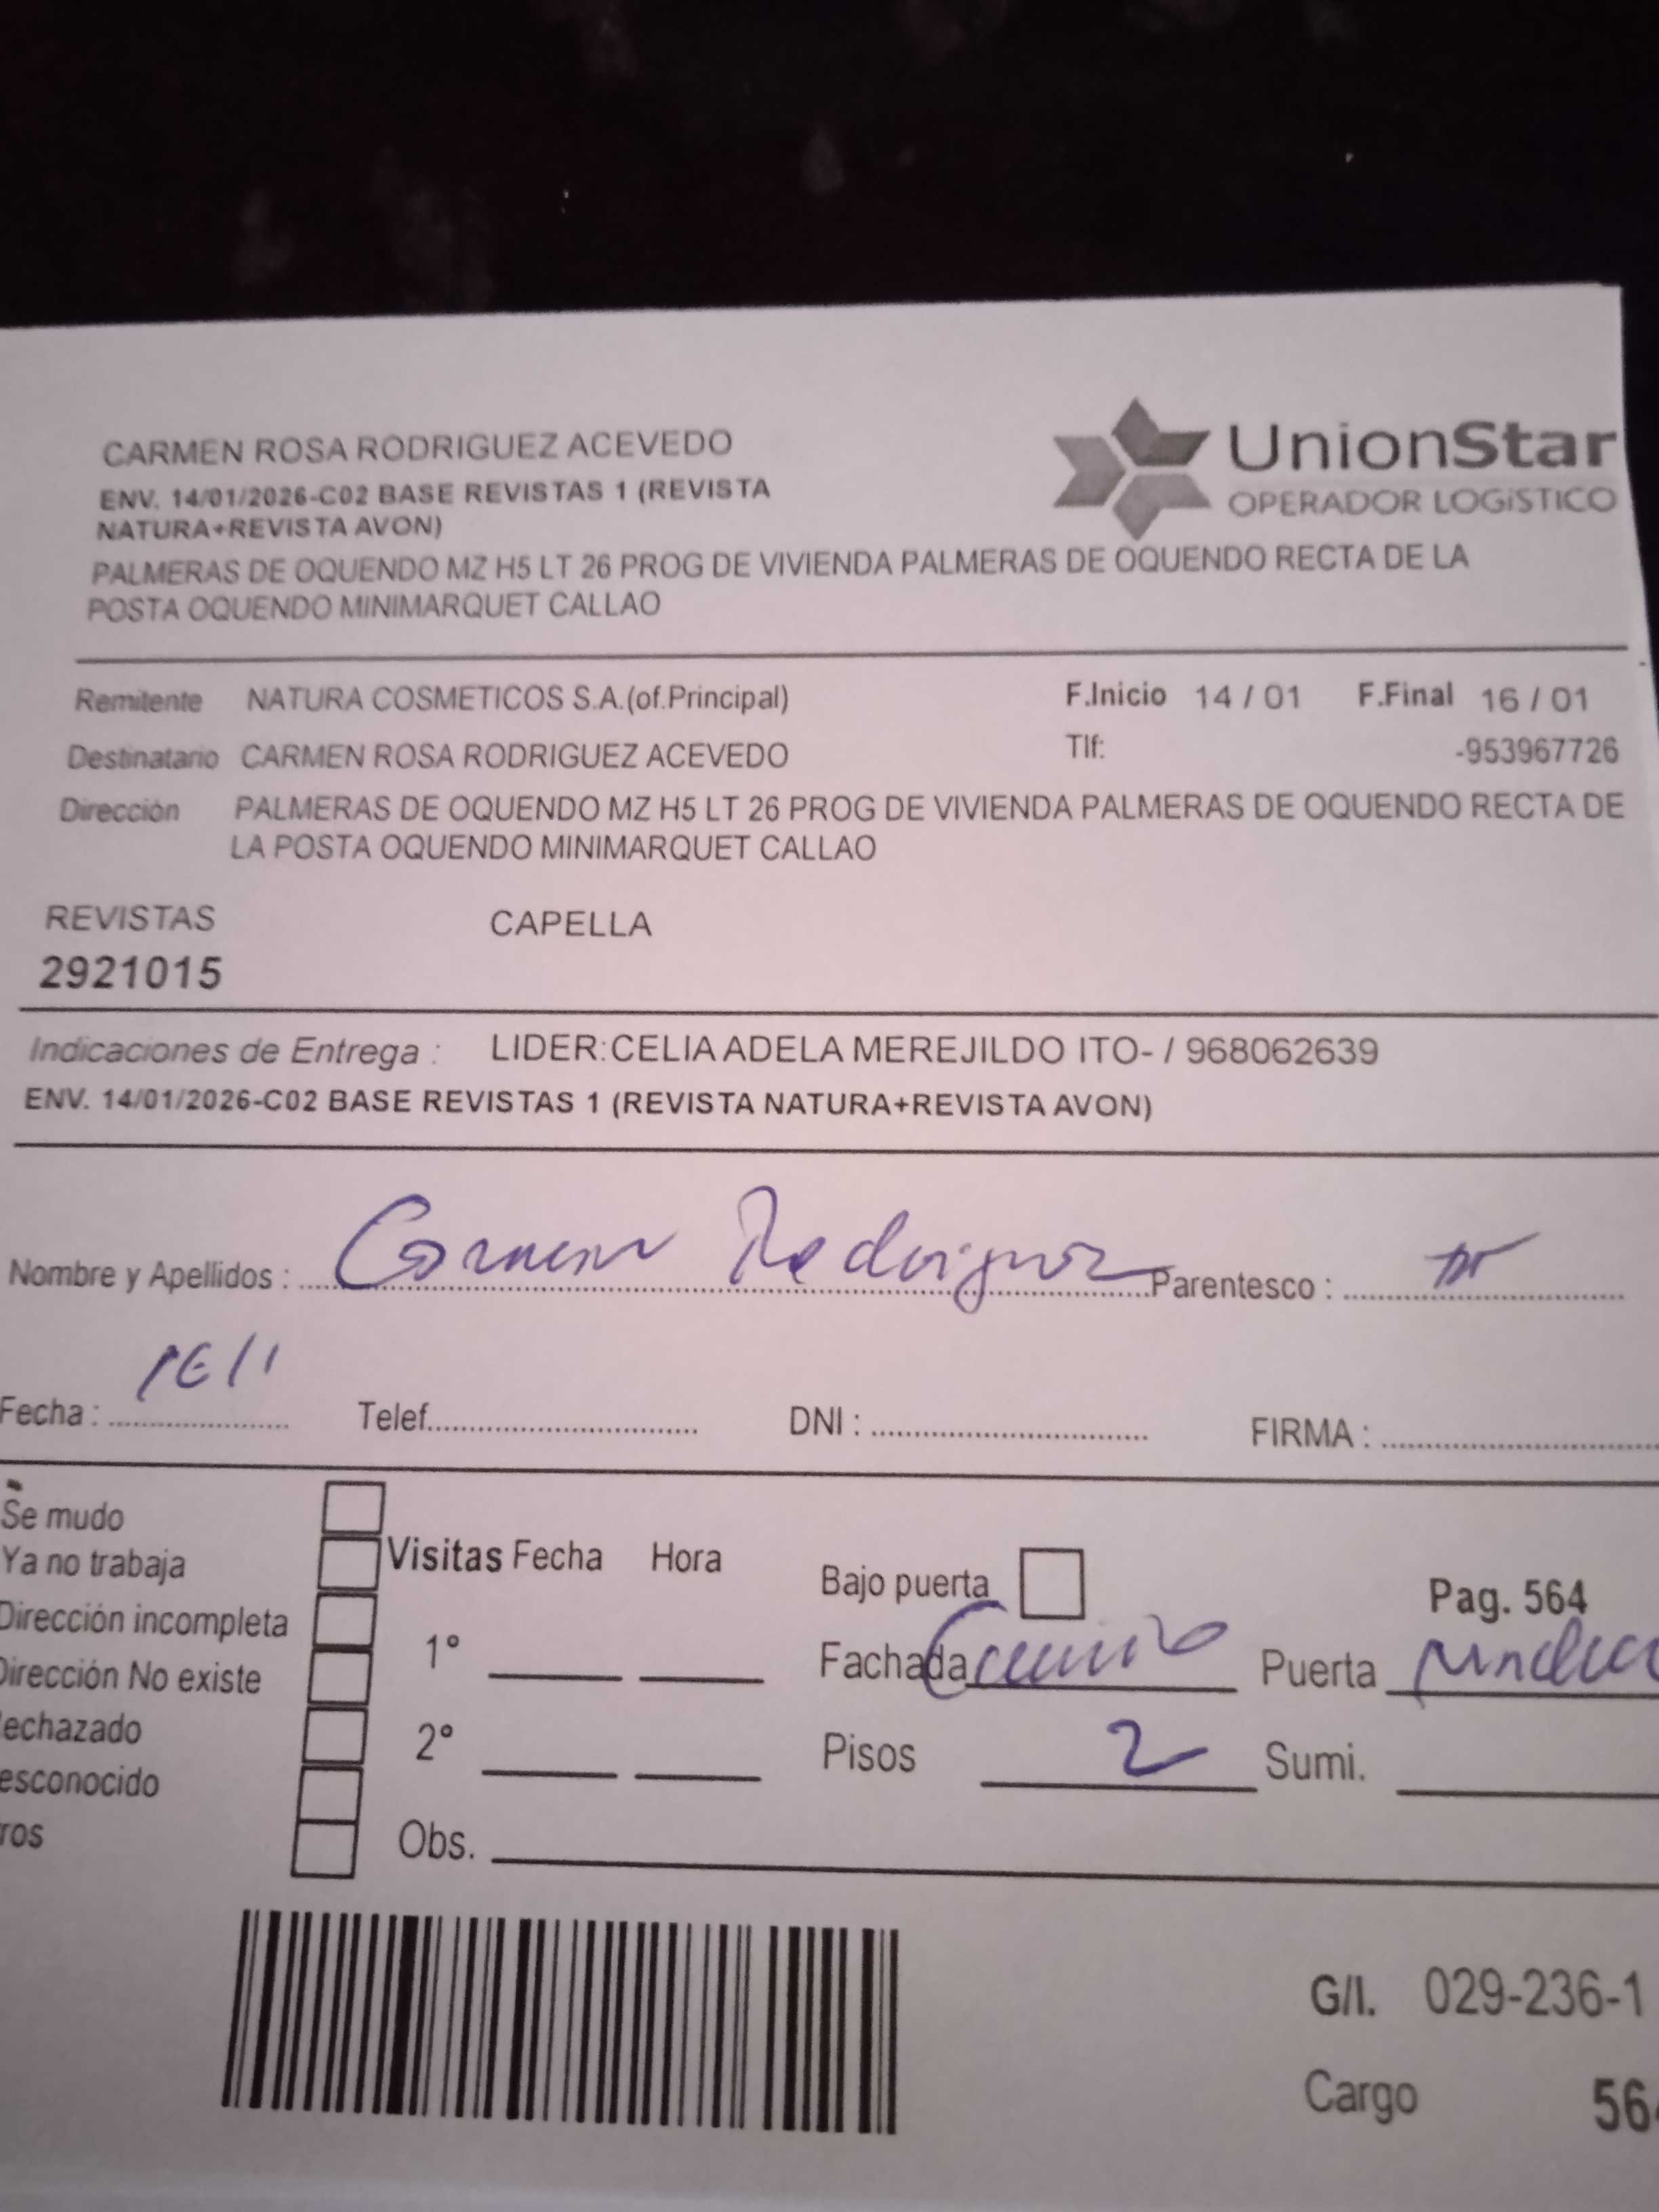 CARMEN ROSA RODRIGUEZ ACEVEDO
ENV. 14/01/2026-C02 BASE REVISTAS 1 (REVISTA
NATURA+REVISTA AVON)
UnionStar
OPERADOR LOGíSTICO
PALMERAS DE OQUENDO MZ H5 LT 26 PROG DE VIVIENDA PALMERAS DE OQUENDO RECTA DE LA
POSTA OQUENDO MINIMARQUET CALLAO
Remitente NATURA COSMETICOS S.A.(of.Principal) F.Inicio 14 / 01 F.Final 16 / 01
Destinatario CARMEN ROSA RODRIGUEZ ACEVEDO Tlf: -953967726
Dirección PALMERAS DE OQUENDO MZ H5 LT 26 PROG DE VIVIENDA PALMERAS DE OQUENDO RECTA DE
LA POSTA OQUENDO MINIMARQUET CALLAO
REVISTAS CAPELLA
2921015
Indicaciones de Entrega : LIDER:CELIA ADELA MEREJILDO ITO- / 968062639
ENV. 14/01/2026-C02 BASE REVISTAS 1 (REVISTA NATURA+REVISTA AVON)
Nombre y Apellidos : Carmen Rodriguez Parentesco :
Fecha : Telef. DNI : FIRMA :
Se mudo
Ya no trabaja
Dirección incompleta
Dirección No existe
echazado
esconocido
ros
Visitas Fecha Hora
1°
2°
Obs.
Bajo puerta Pag. 564
Fachada Puerta
Pisos 2 Sumi.
G/I. 029-236-1
Cargo 564